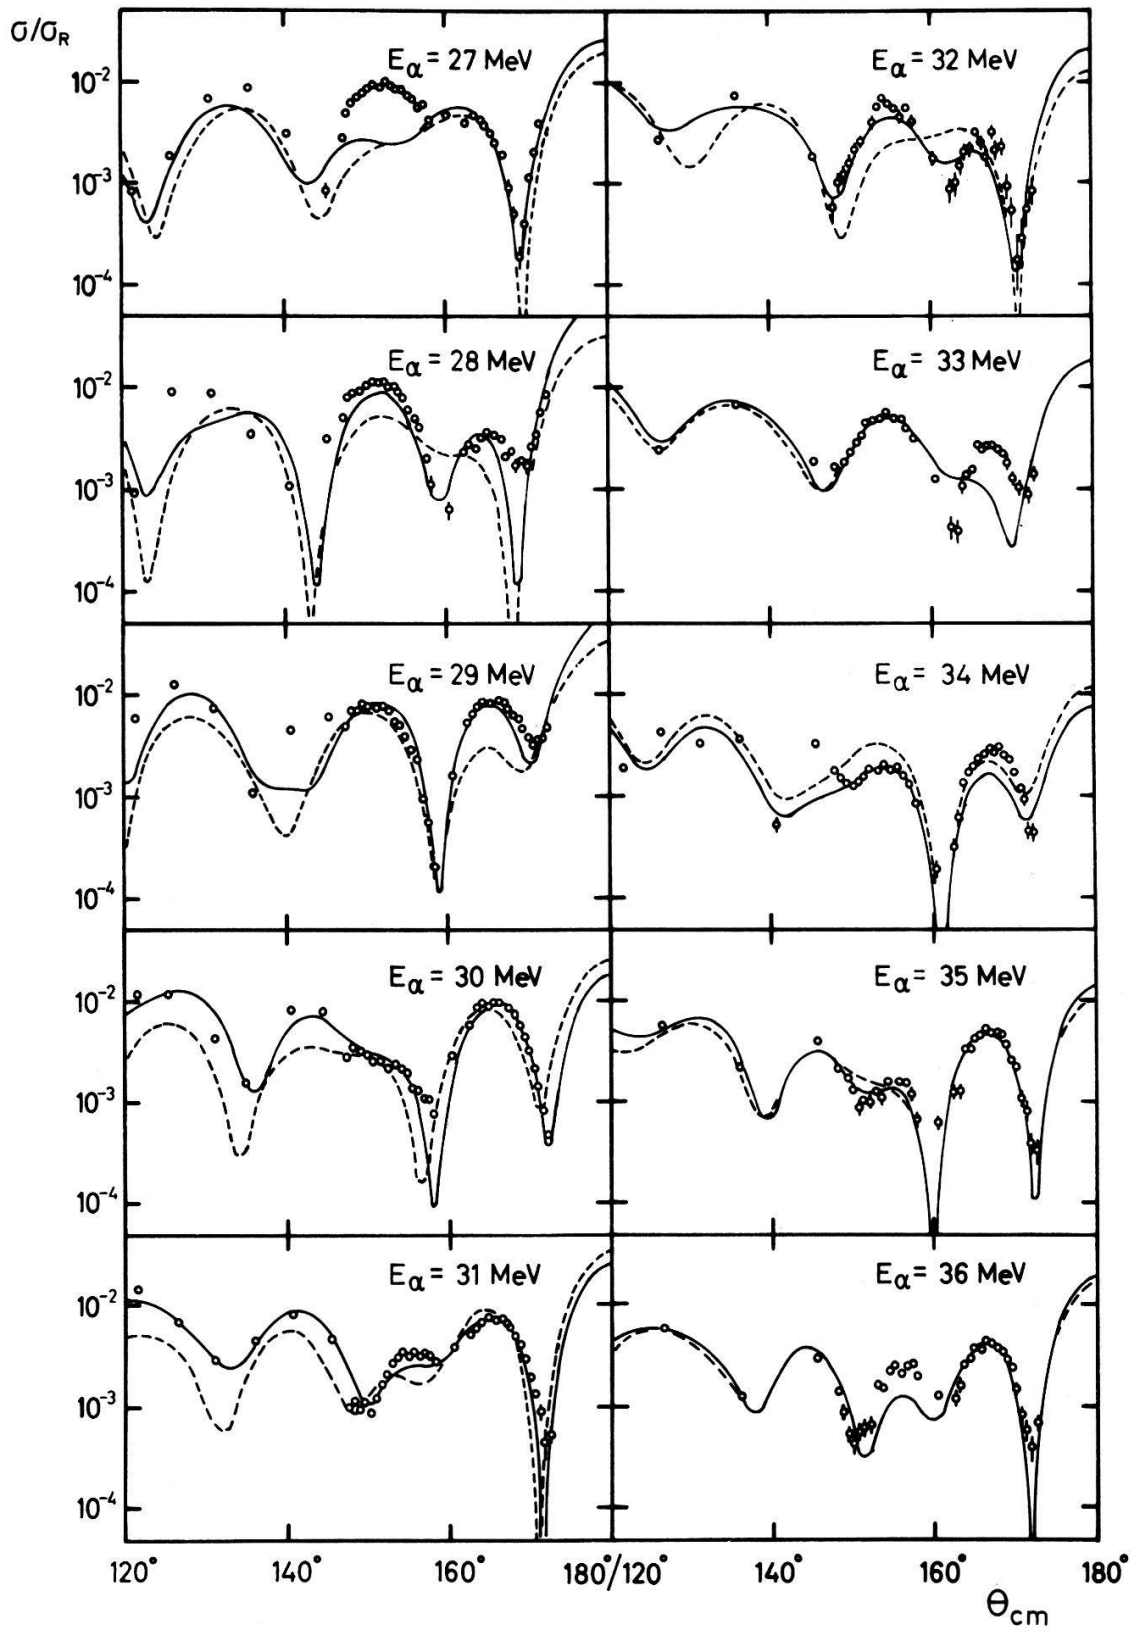 σ/σR
Eα = 27 MeV
Eα = 32 MeV
10⁻²
10⁻³
10⁻⁴
Eα = 28 MeV
Eα = 33 MeV
10⁻²
10⁻³
10⁻⁴
Eα = 29 MeV
Eα = 34 MeV
10⁻²
10⁻³
10⁻⁴
Eα = 30 MeV
Eα = 35 MeV
10⁻²
10⁻³
10⁻⁴
Eα = 31 MeV
Eα = 36 MeV
10⁻²
10⁻³
10⁻⁴
120° 140° 160° 180°/120° 140° 160° 180°
Θcm